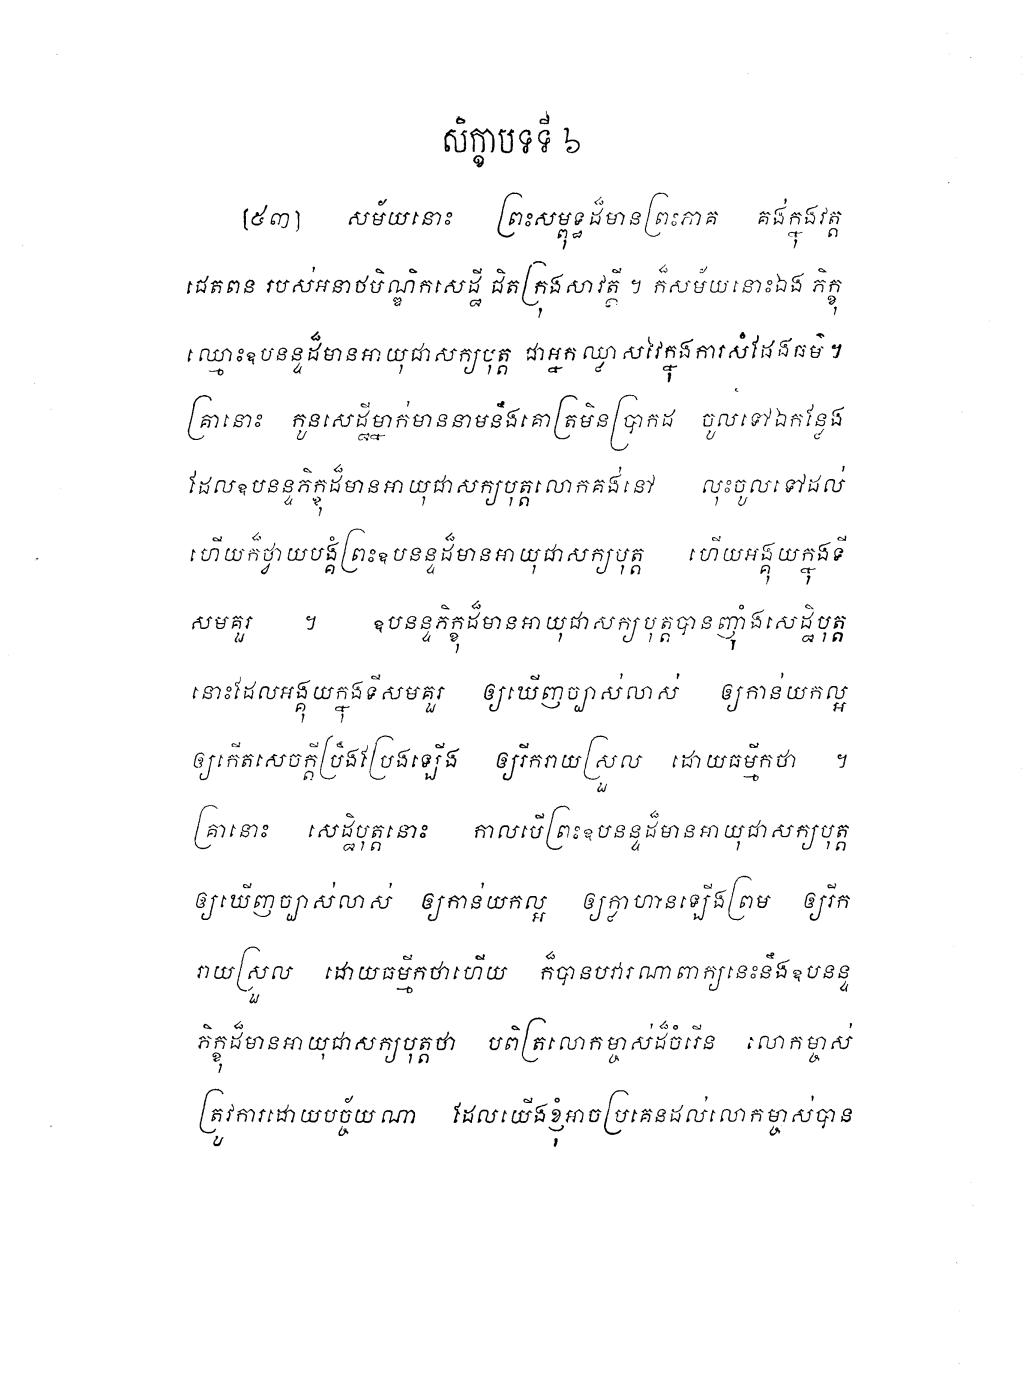 សិក្ខាបទទី ៦
[៥៣] សម័យនោះ ព្រះសម្ពុទ្ធដ៏មានព្រះភាគ គង់ក្នុងវត្ត
ជេតពន របស់អនាថបិណ្ឌិកសេដ្ឋី ជិតក្រុងសាវត្ថី ។ ក៏សម័យនោះឯង ភិក្ខុ
ឈ្មោះឧបនន្ទដ៏មានអាយុជាសក្យបុត្ត ជាអ្នកឈ្លាសវៃក្នុងការសំដែងធម៌ ។
គ្រានោះ កូនសេដ្ឋីម្នាក់មាននាមនឹងគោត្រមិនប្រាកដ ចូលទៅឯកន្លែង
ដែលឧបនន្ទភិក្ខុដ៏មានអាយុជាសក្យបុត្តលោកគង់នៅ លុះចូលទៅដល់
ហើយក៏ថ្វាយបង្គំព្រះឧបនន្ទដ៏មានអាយុជាសក្យបុត្ត ហើយអង្គុយក្នុងទី
សមគួរ ។ ឧបនន្ទភិក្ខុដ៏មានអាយុជាសក្យបុត្តបានញ៉ាំងសេដ្ឋិបុត្ត
នោះដែលអង្គុយក្នុងទីសមគួរ ឲ្យឃើញច្បាស់លាស់ ឲ្យកាន់យកល្អ
ឲ្យកើតសេចក្តីប្រឹងប្រែងឡើង ឲ្យរីករាយស្រួល ដោយធម្មីកថា ។
គ្រានោះ សេដ្ឋិបុត្តនោះ កាលបើព្រះឧបនន្ទដ៏មានអាយុជាសក្យបុត្ត
ឲ្យឃើញច្បាស់លាស់ ឲ្យកាន់យកល្អ ឲ្យក្លាហានឡើងព្រម ឲ្យរីក
រាយស្រួល ដោយធម្មីកថាហើយ ក៏បានបវារណាពាក្យនេះនឹងឧបនន្ទ
ភិក្ខុដ៏មានអាយុជាសក្យបុត្តថា បពិត្រលោកម្ចាស់ដ៏ចំរើន លោកម្ចាស់
ត្រូវការដោយបច្ច័យណា ដែលយើងខ្ញុំអាចប្រគេនដល់លោកម្ចាស់បាន